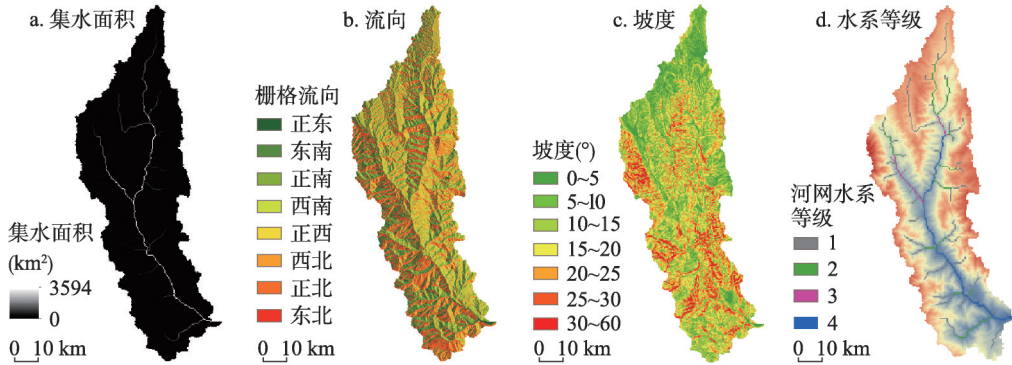 a. 集水面积
集水面积
(km²)
3594
0
0 10 km
b. 流向
栅格流向
正东
东南
正南
西南
正西
西北
正北
东北
0 10 km
c. 坡度
坡度(°)
0~5
5~l0
10~15
15~20
20~25
25~30
30~60
0 10 km
d. 水系等级
河网水系
等级
1
2
3
4
0 10 km